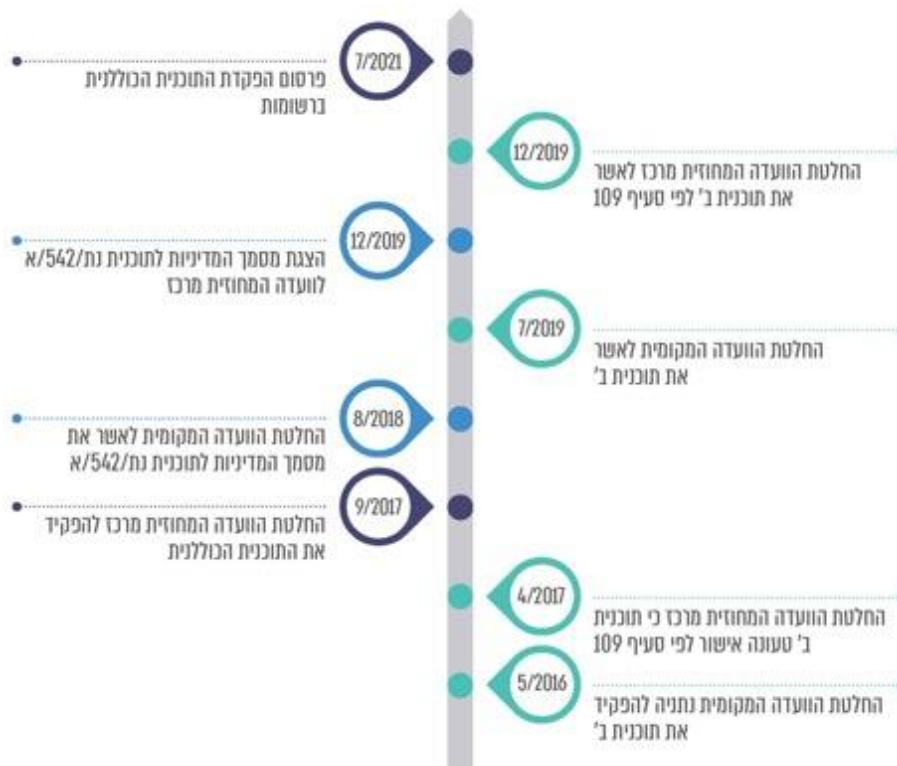 7/2021
פרסום הפקדת התוכנית הכוללנית
ברשומות
12/2019
החלטת הוועדה המחוזית מרכז לאשר
את תוכנית ב' לפי סעיף 109
12/2019
הצגת מסמך המדיניות לתוכנית נת/542/א
לוועדה המחוזית מרכז
7/2019
החלטת הוועדה המקומית לאשר
את תוכנית ב'
8/2018
החלטת הוועדה המקומית לאשר את
מסמך המדיניות לתוכנית נת/542/א
9/2017
החלטת הוועדה המחוזית מרכז להפקיד
את התוכנית הכוללנית
4/2017
החלטת הוועדה המחוזית מרכז כי תוכנית
ב' טעונה אישור לפי סעיף 109
5/2016
החלטת הוועדה המקומית נתניה להפקיד
את תוכנית ב'